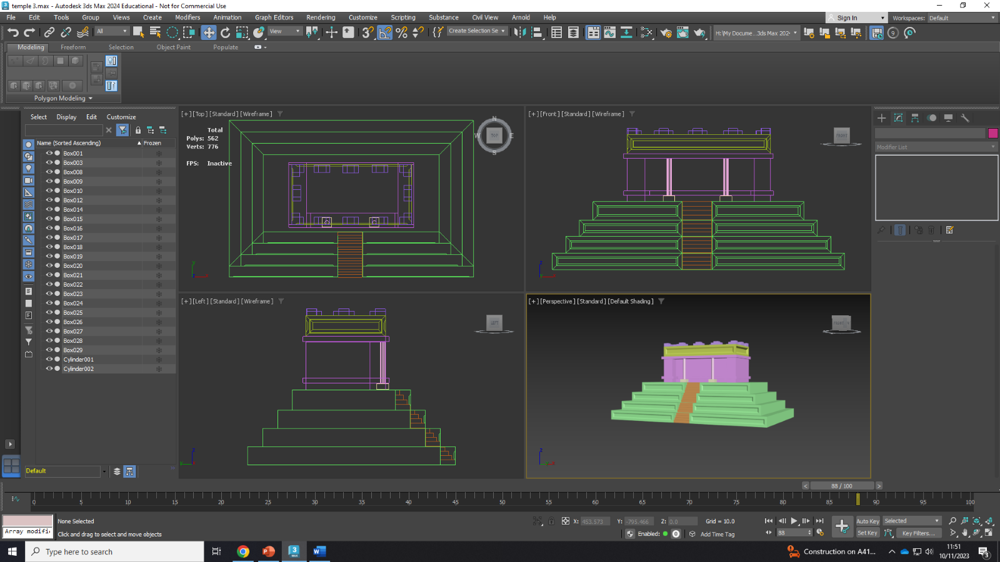 temple 3.max - Autodesk 3ds Max 2024 Educational - Not for Commercial Use
File Edit Tools Group Views Create Modifiers Animation Graph Editors Rendering Customize Scripting Substance Civil View Arnold Help
Sign In Workspaces: Default
All View Create Selection Se H:\My Docume...3ds Max 202
Modeling Freeform Selection Object Paint Populate
Polygon Modeling
Select Display Edit Customize
Name (Sorted Ascending) Frozen
Box001
Box003
Box008
Box009
Box010
Box012
Box014
Box015
Box016
Box017
Box018
Box019
Box020
Box021
Box022
Box023
Box024
Box025
Box026
Box027
Box028
Box029
Cylinder001
Cylinder002
Default
[+] [Top] [Standard] [Wireframe]
Total
Polys: 562
Verts: 776
FPS: Inactive
N
W TOP E
S
[+] [Front] [Standard] [Wireframe]
FRONT
[+] [Left] [Standard] [Wireframe]
LEFT
[+] [Perspective] [Standard] [Default Shading]
FRONT
Modifier List
< 88 / 100 >
0 5 10 15 20 25 30 35 40 45 50 55 60 65 70 75 80 85 90 95 100
None Selected
Array modifi
Click and drag to select and move objects
X: 453.573 Y: -795.466 Z: 0.0 Grid = 10.0
Enabled: 0 Add Time Tag
88
Auto Key Selected
Set Key Key Filters...
Type here to search
Construction on A41...
11:51
10/11/2023
3